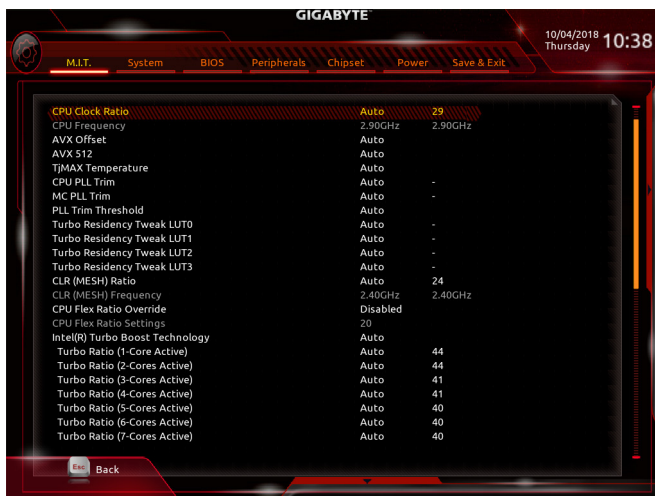 GIGABYTE™
10/04/2018 Thursday 10:38
M.I.T. System BIOS Peripherals Chipset Power Save & Exit
CPU Clock Ratio Auto 29
CPU Frequency 2.90GHz 2.90GHz
AVX Offset Auto
AVX 512 Auto
TjMAX Temperature Auto
CPU PLL Trim Auto -
MC PLL Trim Auto -
PLL Trim Threshold Auto
Turbo Residency Tweak LUT0 Auto -
Turbo Residency Tweak LUT1 Auto -
Turbo Residency Tweak LUT2 Auto -
Turbo Residency Tweak LUT3 Auto -
CLR (MESH) Ratio Auto 24
CLR (MESH) Frequency 2.40GHz 2.40GHz
CPU Flex Ratio Override Disabled
CPU Flex Ratio Settings 20
Intel(R) Turbo Boost Technology Auto
Turbo Ratio (1-Core Active) Auto 44
Turbo Ratio (2-Cores Active) Auto 44
Turbo Ratio (3-Cores Active) Auto 41
Turbo Ratio (4-Cores Active) Auto 41
Turbo Ratio (5-Cores Active) Auto 40
Turbo Ratio (6-Cores Active) Auto 40
Turbo Ratio (7-Cores Active) Auto 40
Esc Back